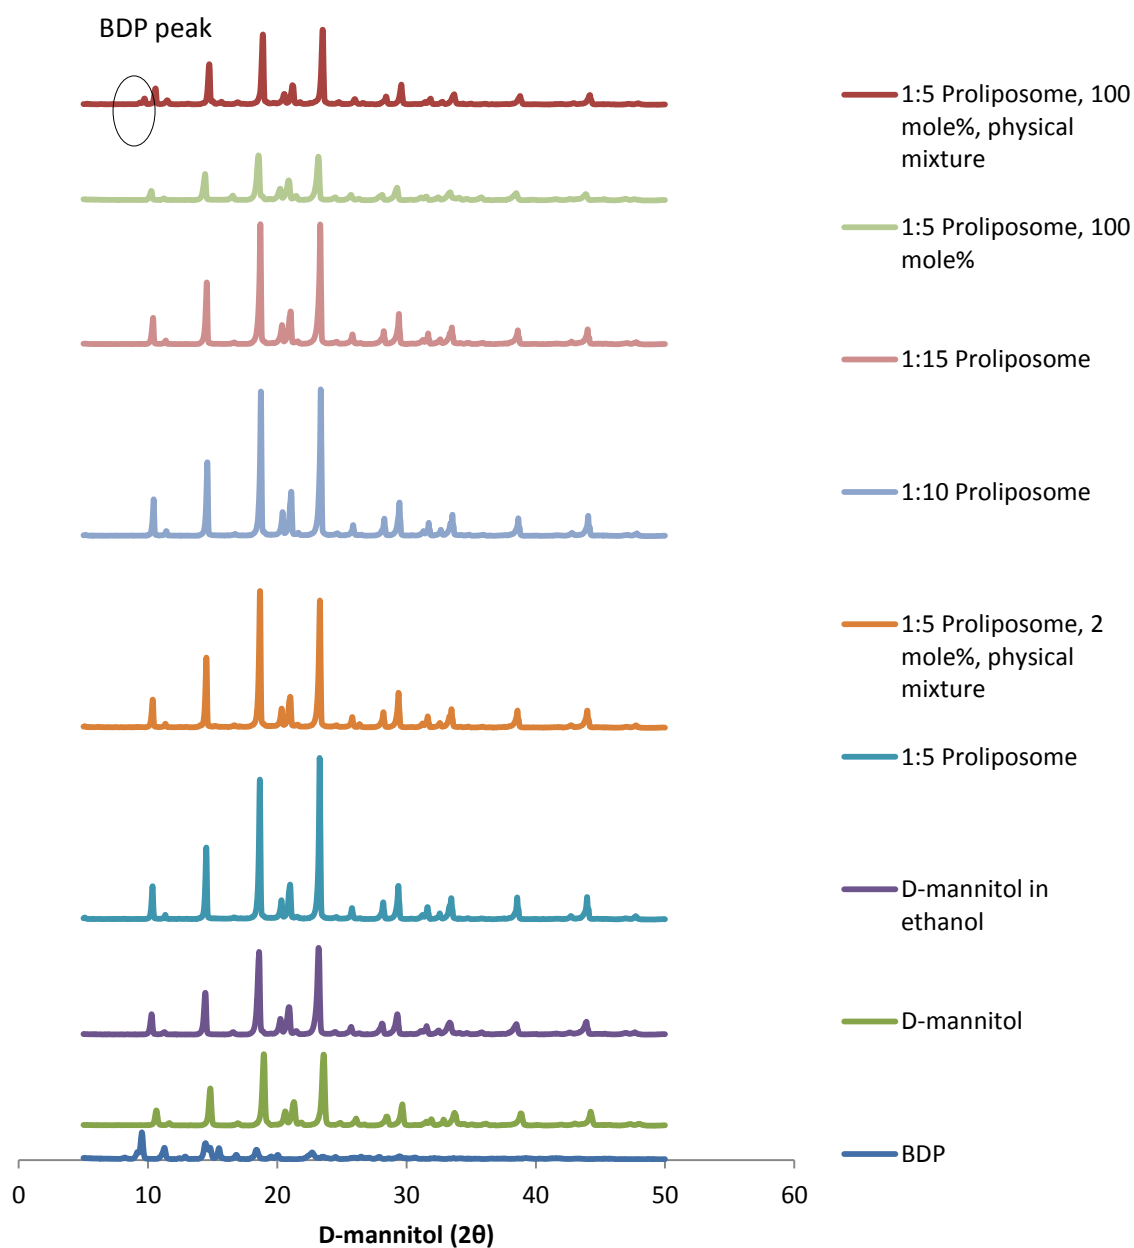 BDP peak
1:5 Proliposome, 100
mole%, physical
mixture
1:5 Proliposome, 100
mole%
1:15 Proliposome
1:10 Proliposome
1:5 Proliposome, 2
mole%, physical
mixture
1:5 Proliposome
D-mannitol in
ethanol
D-mannitol
BDP
0 10 20 30 40 50 60
D-mannitol (2θ)